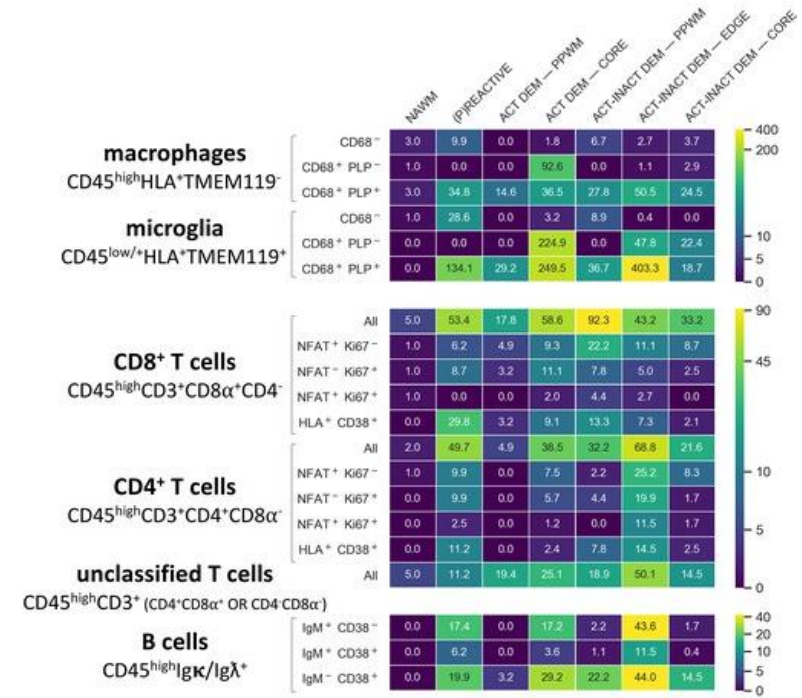 NAWM
(P)REACTIVE
ACT DEM — PPWM
ACT DEM — CORE
ACT-INACT DEM — PPWM
ACT-INACT DEM — EDGE
ACT-INACT DEM — CORE
macrophages
CD45highHLA+TMEM119-
CD68− 3.0 9.9 0.0 1.8 6.7 2.7 3.7
CD68+ PLP− 1.0 0.0 0.0 92.6 0.0 1.1 2.9
CD68+ PLP+ 3.0 34.8 14.6 36.5 27.8 50.5 24.5
microglia
CD45low/+HLA+TMEM119+
CD68− 1.0 28.6 0.0 3.2 8.9 0.4 0.0
CD68+ PLP− 0.0 0.0 0.0 224.9 0.0 47.8 22.4
CD68+ PLP+ 0.0 134.1 29.2 249.5 36.7 403.3 18.7
400
200
10
5
0
CD8+ T cells
CD45highCD3+CD8α+CD4-
All 5.0 53.4 17.8 58.6 92.3 43.2 33.2
NFAT+ Ki67− 1.0 6.2 4.9 9.3 22.2 11.1 8.7
NFAT− Ki67+ 1.0 8.7 3.2 11.1 7.8 5.0 2.5
NFAT+ Ki67+ 1.0 0.0 0.0 2.0 4.4 2.7 0.0
HLA+ CD38+ 0.0 29.8 3.2 9.1 13.3 7.3 2.1
CD4+ T cells
CD45highCD3+CD4+CD8α-
All 2.0 49.7 4.9 38.5 32.2 68.8 21.6
NFAT+ Ki67− 1.0 9.9 0.0 7.5 2.2 25.2 8.3
NFAT− Ki67+ 0.0 9.9 0.0 5.7 4.4 19.9 1.7
NFAT+ Ki67+ 0.0 2.5 0.0 1.2 0.0 11.5 1.7
HLA+ CD38+ 0.0 11.2 0.0 2.4 7.8 14.5 2.5
unclassified T cells
CD45highCD3+ (CD4+CD8α+ OR CD4-CD8α-)
All 5.0 11.2 19.4 25.1 18.9 50.1 14.5
90
45
10
5
0
B cells
CD45highIgκ/Igλ+
IgM+ CD38− 0.0 17.4 0.0 17.2 2.2 43.6 1.7
IgM+ CD38+ 0.0 6.2 0.0 3.6 1.1 11.5 0.4
IgM− CD38+ 0.0 19.9 3.2 29.2 22.2 44.0 14.5
40
20
10
5
0